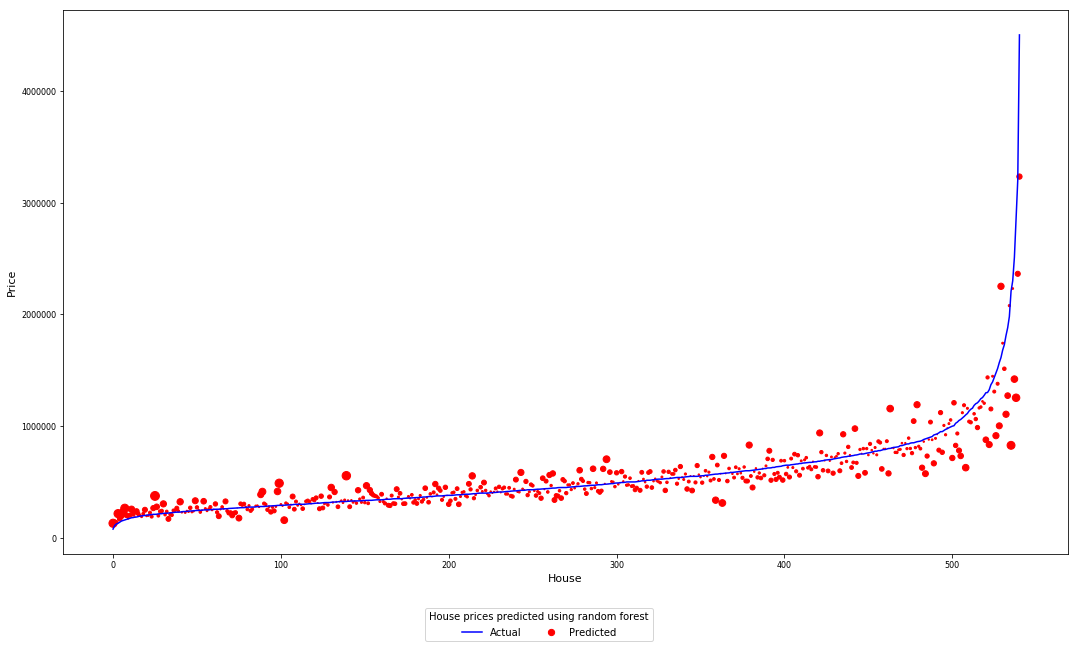 4000000
3000000
2000000
1000000
0
Price
0 100 200 300 400 500
House
House prices predicted using random forest
Actual Predicted